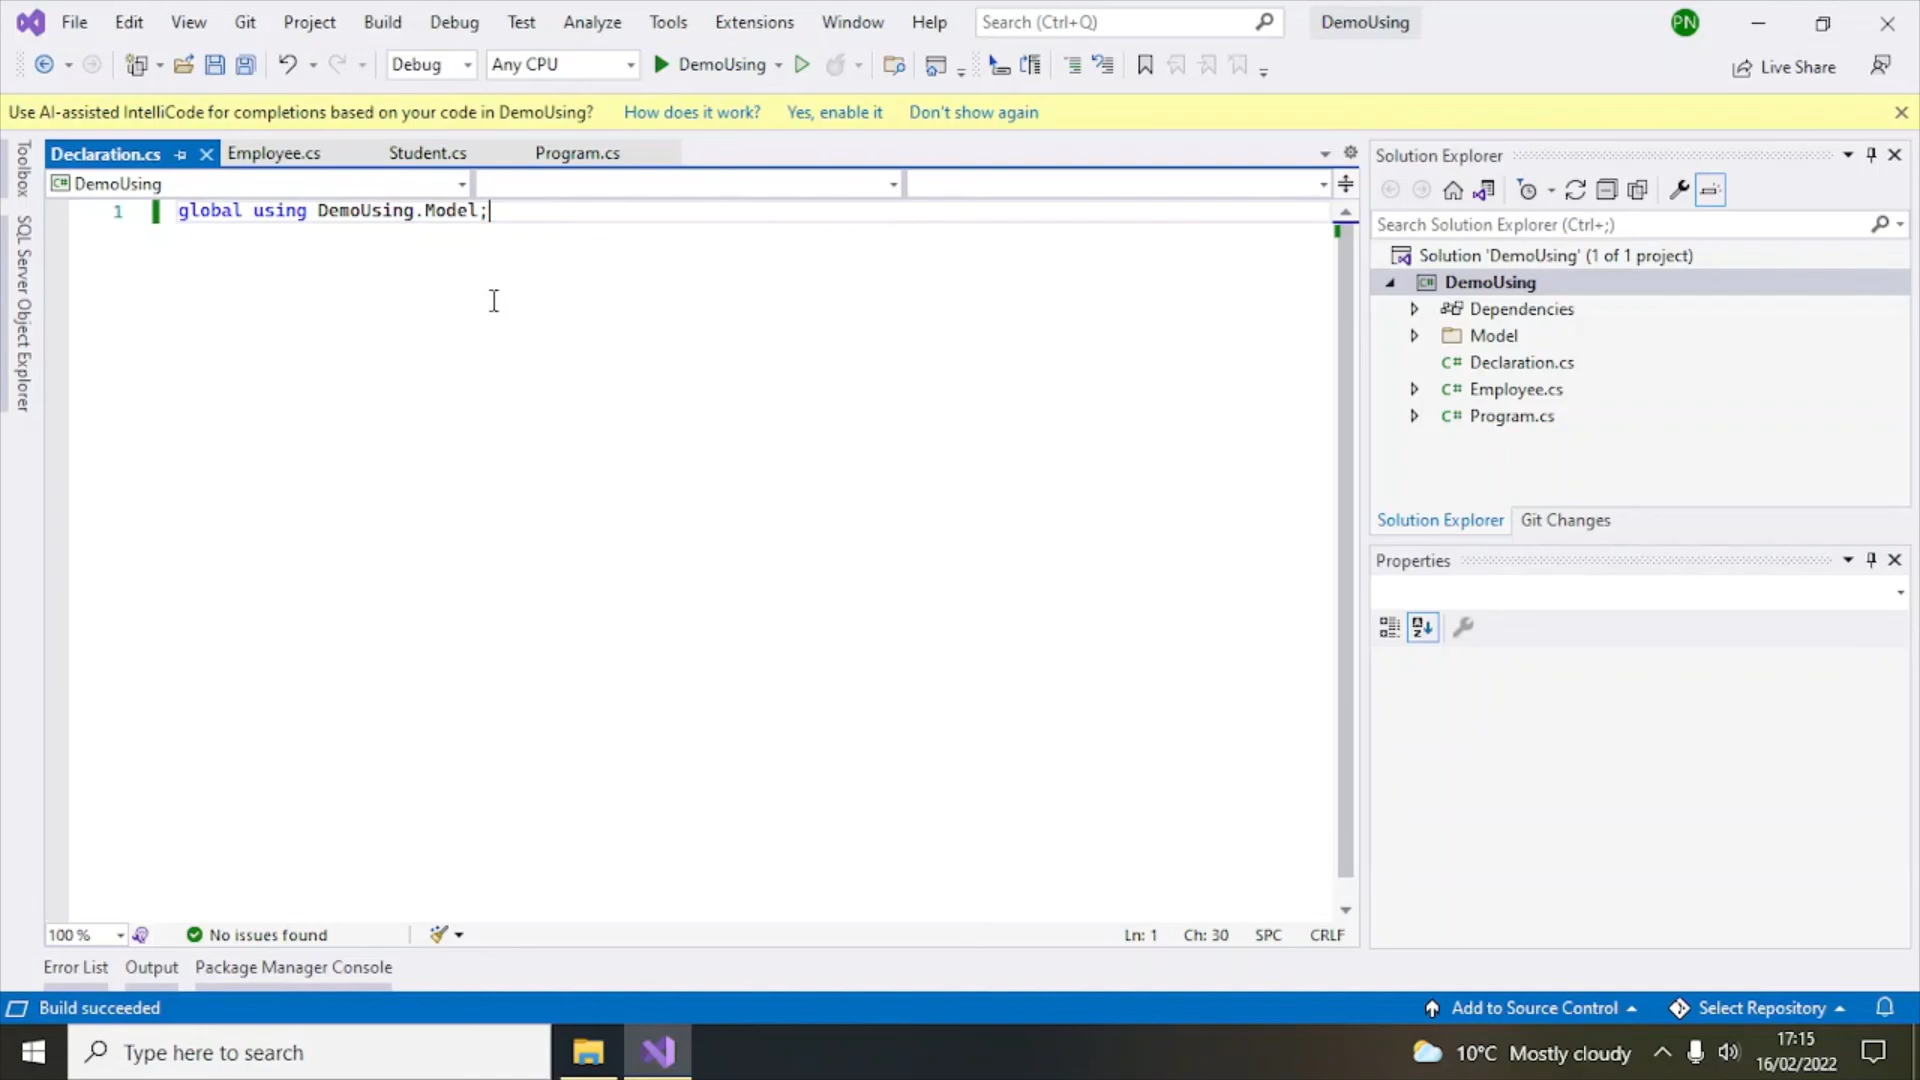 File Edit View Git Project Build Debug Test Analyze Tools Extensions Window Help Search (Ctrl+Q) DemoUsing PN
Debug Any CPU DemoUsing Live Share
Use AI-assisted IntelliCode for completions based on your code in DemoUsing? How does it work? Yes, enable it Don't show again
Toolbox
SQL Server Object Explorer
Declaration.cs Employee.cs Student.cs Program.cs
C# DemoUsing
1 global using DemoUsing.Model;
Solution Explorer
Search Solution Explorer (Ctrl+;)
Solution 'DemoUsing' (1 of 1 project)
C# DemoUsing
Dependencies
Model
C# Declaration.cs
C# Employee.cs
C# Program.cs
Solution Explorer Git Changes
Properties
100 % No issues found Ln: 1 Ch: 30 SPC CRLF
Error List Output Package Manager Console
Build succeeded Add to Source Control Select Repository
Type here to search 10°C Mostly cloudy 17:15
16/02/2022